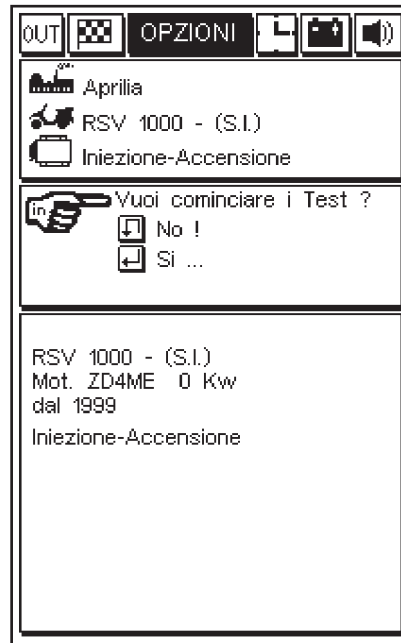 OUT OPZIONI
Aprilia
RSV 1000 - (S.I.)
Iniezione-Accensione
in Vuoi cominciare i Test ?
No !
Si ...
RSV 1000 - (S.I.)
Mot. ZD4ME 0 Kw
dal 1999
Iniezione-Accensione